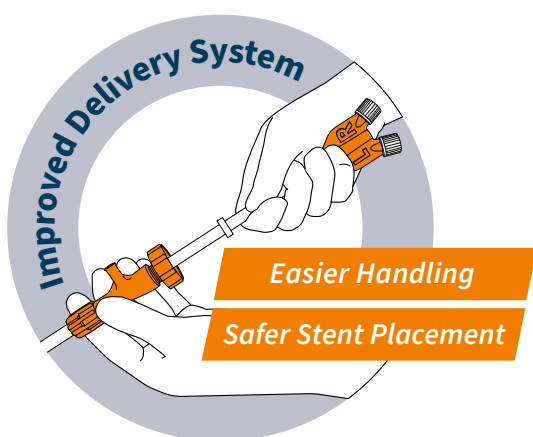 Improved Delivery System
R
L
Easier Handling
Safer Stent Placement